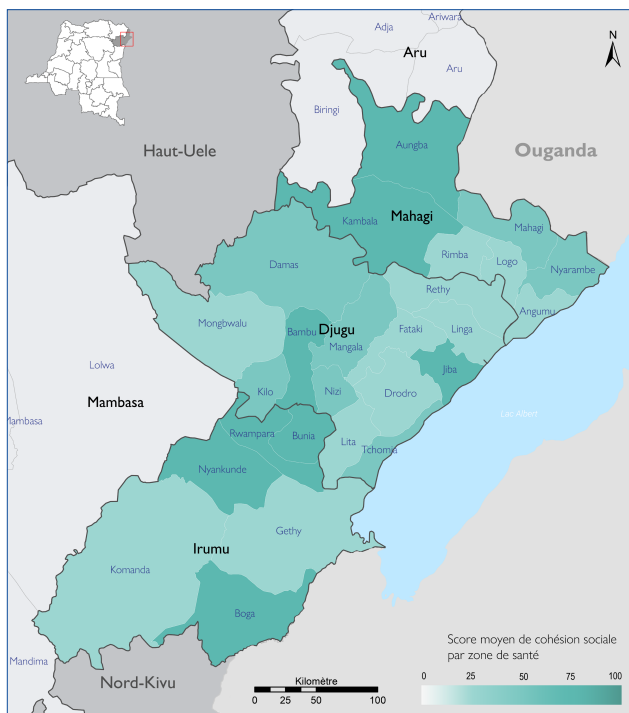 Ariwara
Adja
N
Aru
Aru
Biringi
Aungba
Haut-Uele
Ouganda
Kambala
Mahagi
Mahagi
Rimba
Logo
Damas
Nyarambe
Rethy
Angumu
Mongbwalu
Bambu
Djugu
Fataki
Linga
Mangala
Lolwa
Jiba
Kilo
Nizi
Drodro
Mambasa
Lac Albert
Mambasa
Rwampara
Bunia
Lita
Tchomia
Nyankunde
Gethy
Irumu
Komanda
Boga
Score moyen de cohésion sociale
par zone de santé
Mandima
Nord-Kivu
Kilomètre
0 25 50 100
0 25 50 75 100